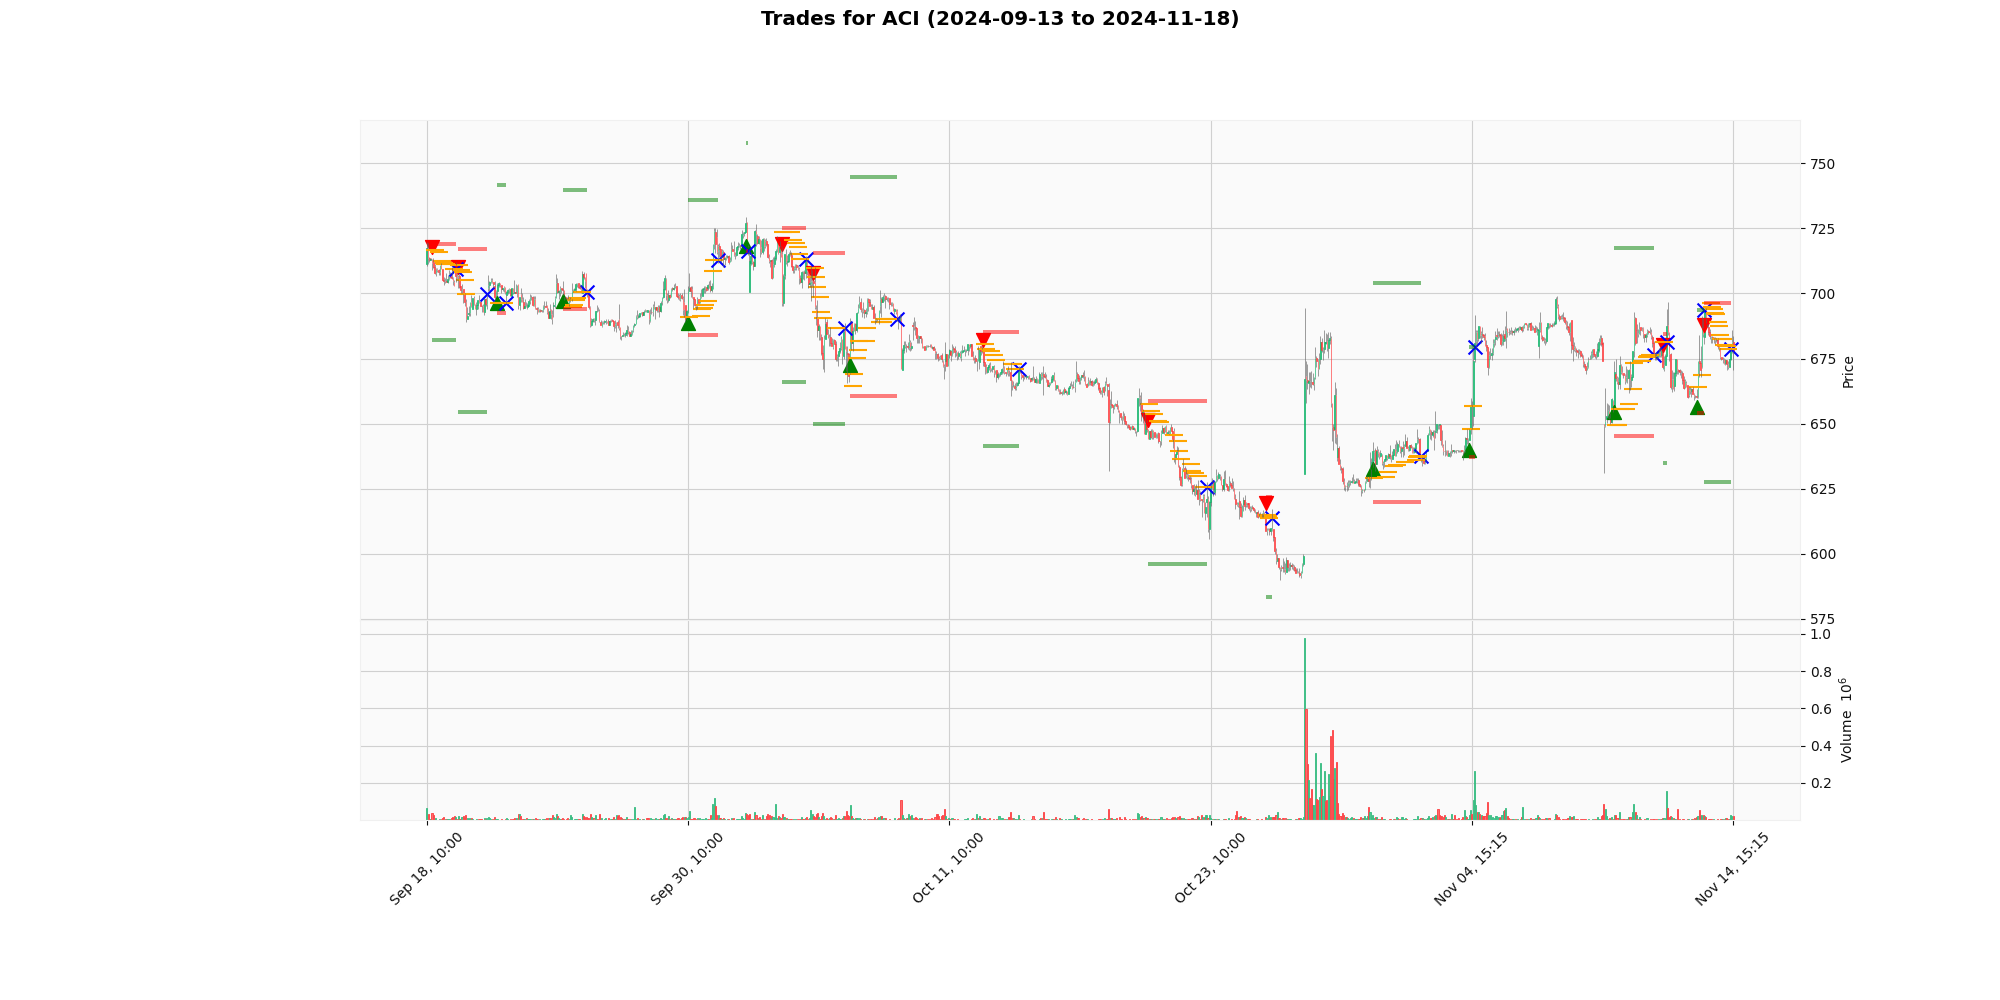 Trades for ACI (2024-09-13 to 2024-11-18)
750
725
700
675
650
625
600
575
Price
1.0
0.8
0.6
0.4
0.2
Volume 10⁶
Sep 18, 10:00
Sep 30, 10:00
Oct 11, 10:00
Oct 23, 10:00
Nov 04, 15:15
Nov 14, 15:15